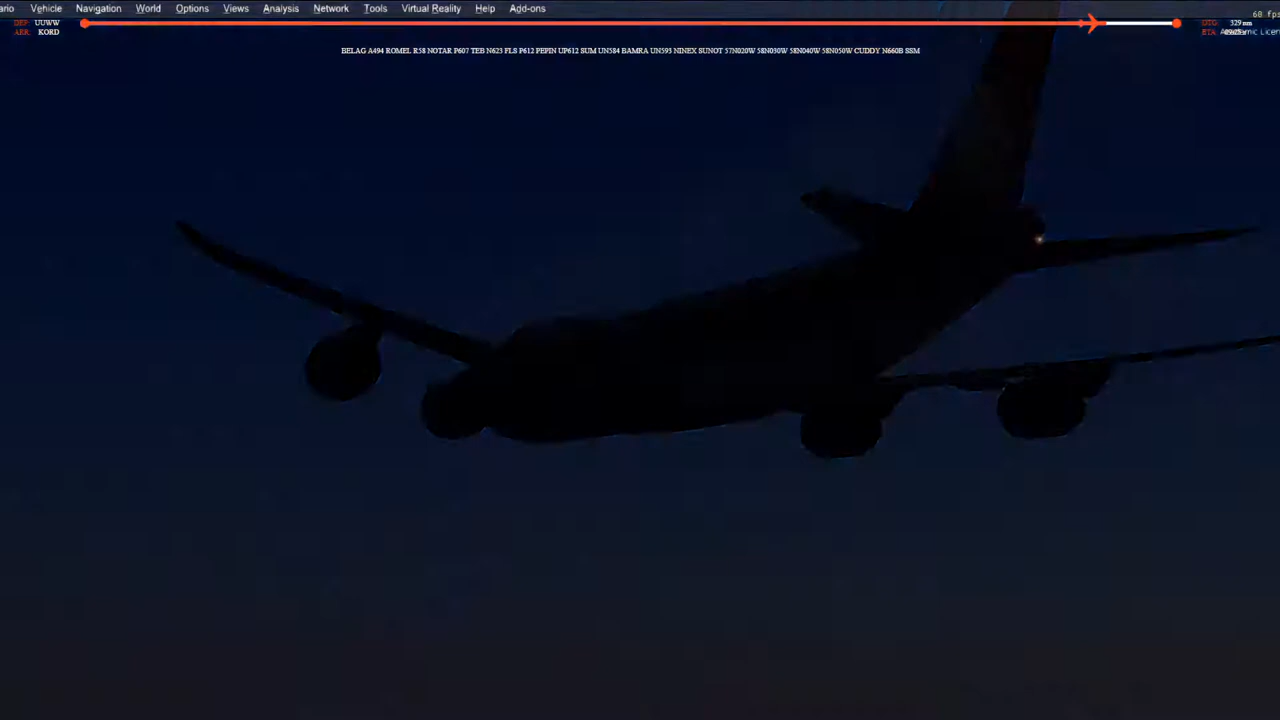 ario Vehicle Navigation World Options Views Analysis Network Tools Virtual Reality Help Add-ons
60 fps
DEP: UUWW
ARR: KORD
DTG: 329 nm
ETA:
BELAG A494 ROMEL R38 NOTAR P607 TEB N623 FLS P612 PEPIN UP612 SUM UN584 BAMRA UN593 NINEX SUNOT 57N020W 58N030W 58N040W 58N050W CUDDY N660B SSM